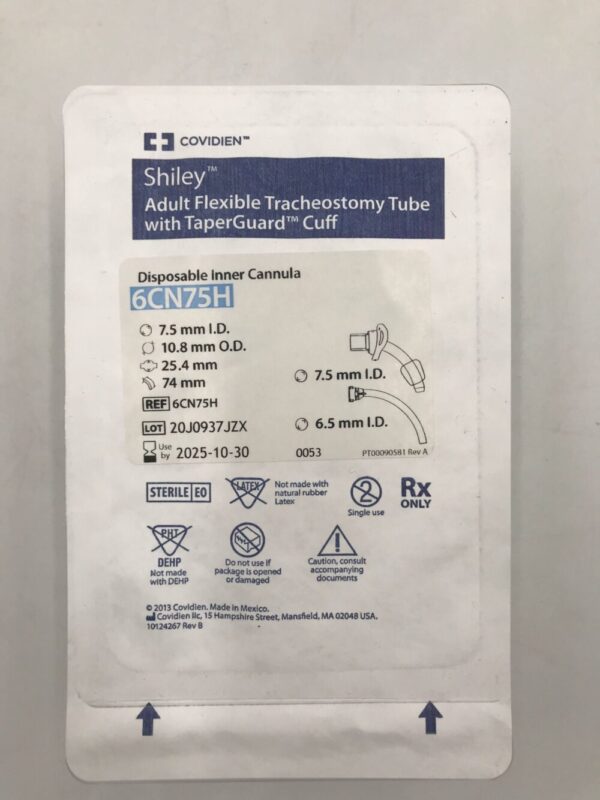 COVIDIEN™
Shiley™
Adult Flexible Tracheostomy Tube
with TaperGuard™ Cuff
Disposable Inner Cannula
6CN75H
7.5 mm I.D.
10.8 mm O.D.
25.4 mm
74 mm
7.5 mm I.D.
REF 6CN75H
6.5 mm I.D.
LOT 20J0937JZX
Use by 2025-10-30
0053
PT00090581 Rev A
STERILE EO
LATEX
Not made with
natural rubber
Latex
2
Single use
Rx
ONLY
PHT
DEHP
Not made
with DEHP
Do not use if
package is opened
or damaged
Caution, consult
accompanying
documents
© 2013 Covidien. Made in Mexico.
Covidien llc, 15 Hampshire Street, Mansfield, MA 02048 USA.
10124267 Rev B